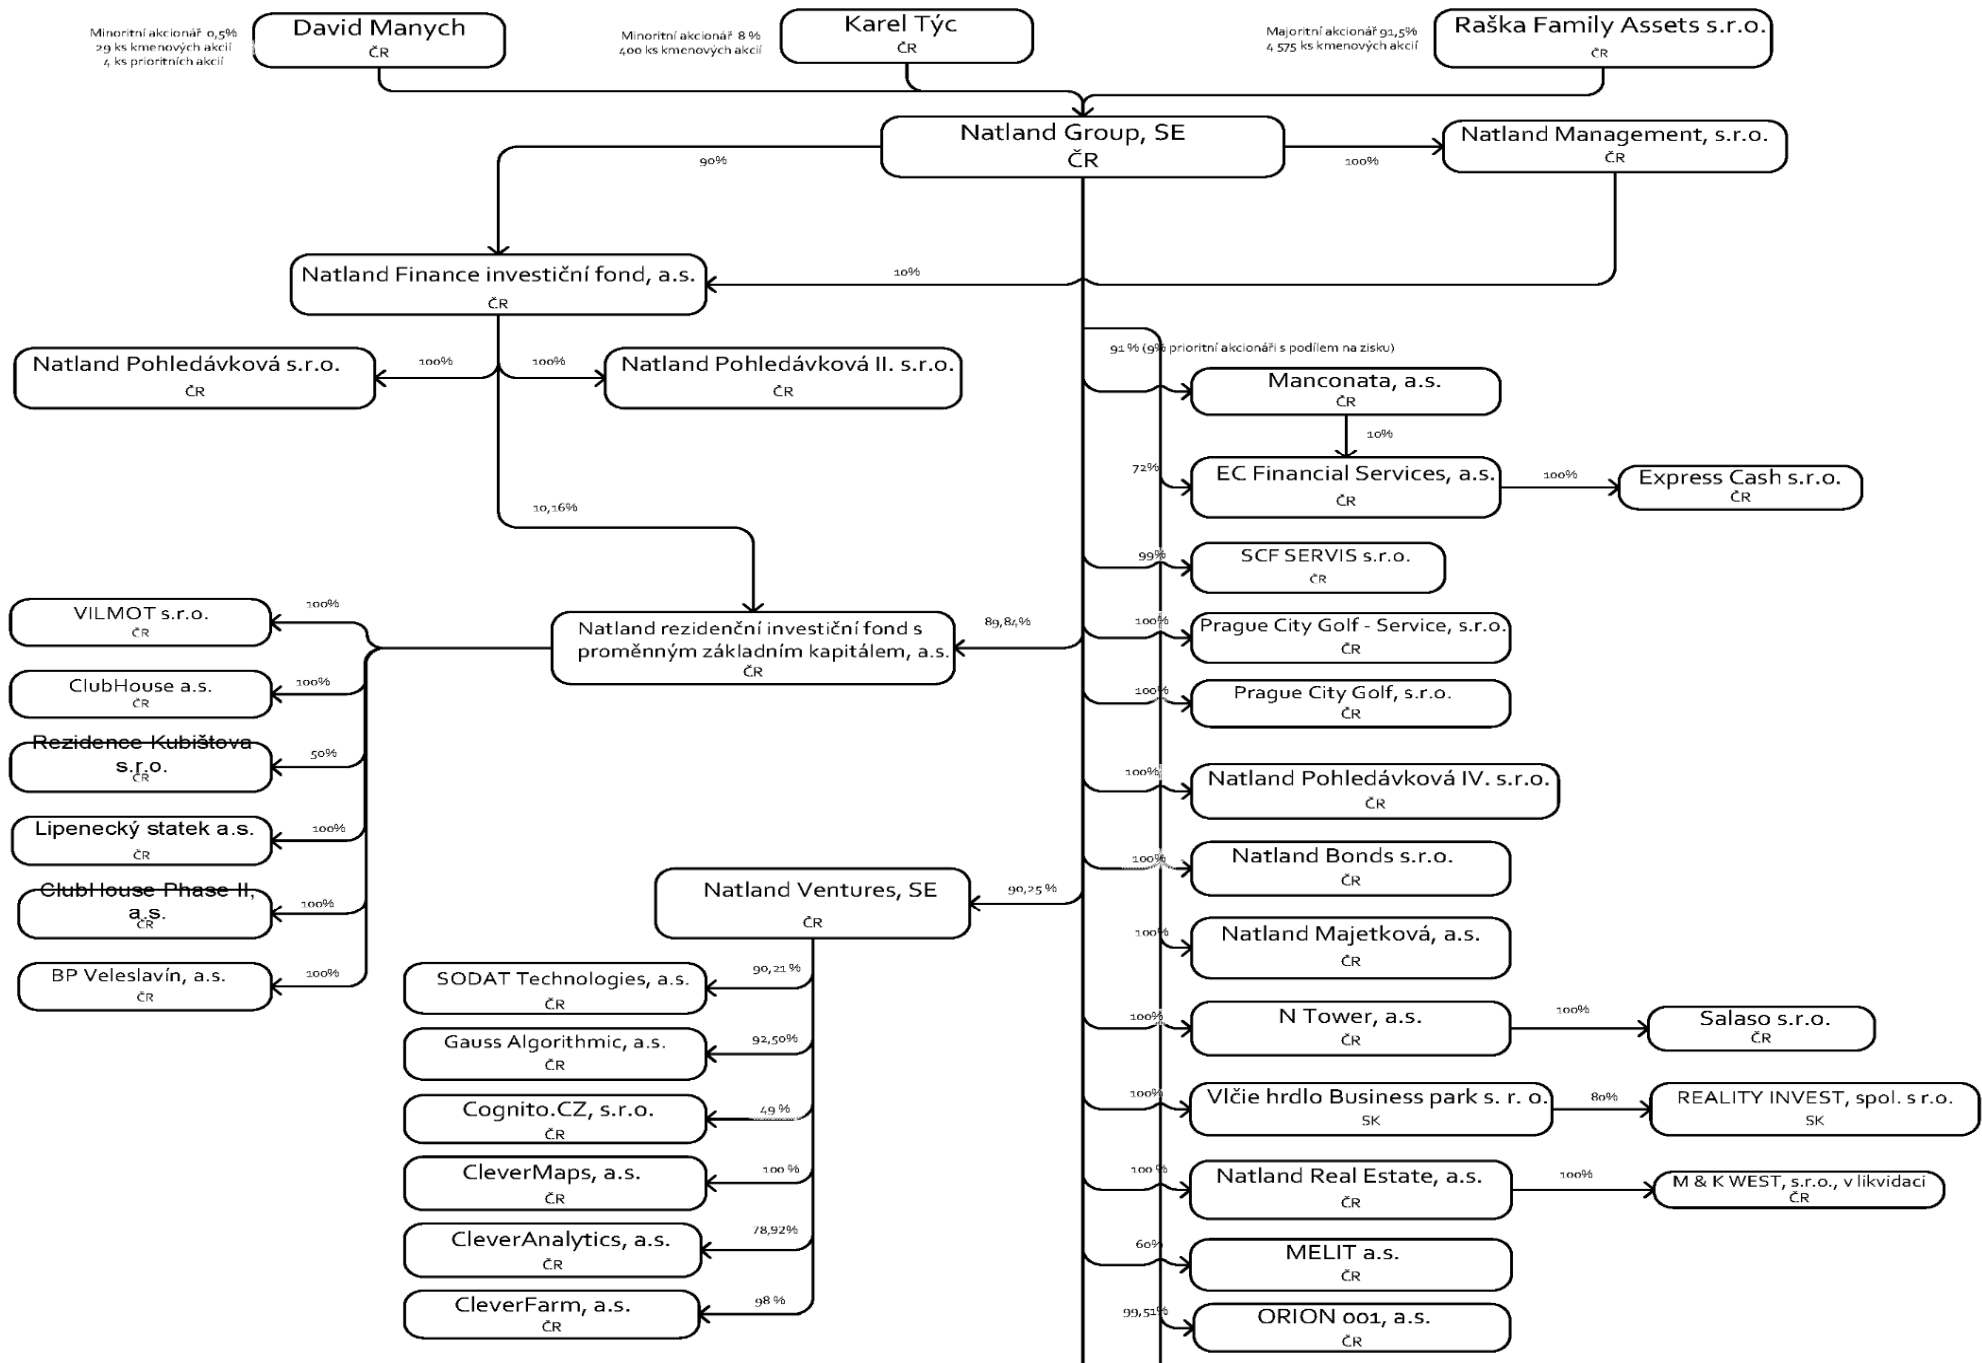 Minoritní akcionář 0,5%
29 ks kmenových akcií
4 ks prioritních akcií
David Manych
ČR
Minoritní akcionář 8 %
400 ks kmenových akcií
Karel Týc
ČR
Majoritní akcionář 91,5%
4 575 ks kmenových akcií
Raška Family Assets s.r.o.
ČR
Natland Group, SE
ČR
90%
100%
Natland Management, s.r.o.
ČR
Natland Finance investiční fond, a.s.
ČR
10%
Natland Pohledávková s.r.o.
ČR
100%
100%
Natland Pohledávková II. s.r.o.
ČR
91 % (9% prioritní akcionáři s podílem na zisku)
Manconata, a.s.
ČR
10%
72%
EC Financial Services, a.s.
ČR
100%
Express Cash s.r.o.
ČR
10,16%
99%
SCF SERVIS s.r.o.
ČR
VILMOT s.r.o.
ČR
100%
Natland rezidenční investiční fond s
proměnným základním kapitálem, a.s.
ČR
89,84%
100%
Prague City Golf - Service, s.r.o.
ČR
ClubHouse a.s.
ČR
100%
100%
Prague City Golf, s.r.o.
ČR
Rezidence Kubištova
s.r.o.
ČR
50%
100%
Natland Pohledávková IV. s.r.o.
ČR
Lipenecký statek a.s.
ČR
100%
100%
Natland Bonds s.r.o.
ČR
ClubHouse Phase II,
a.s.
ČR
100%
Natland Ventures, SE
ČR
90,25 %
100%
Natland Majetková, a.s.
ČR
BP Veleslavín, a.s.
ČR
100%
SODAT Technologies, a.s.
ČR
90,21 %
100%
N Tower, a.s.
ČR
100%
Salaso s.r.o.
ČR
Gauss Algorithmic, a.s.
ČR
92,50%
Cognito.CZ, s.r.o.
ČR
49 %
100%
Vlčie hrdlo Business park s. r. o.
SK
80%
REALITY INVEST, spol. s r.o.
SK
CleverMaps, a.s.
ČR
100 %
100 %
Natland Real Estate, a.s.
ČR
100%
M & K WEST, s.r.o., v likvidaci
ČR
CleverAnalytics, a.s.
ČR
78,92%
60%
MELIT a.s.
ČR
CleverFarm, a.s.
ČR
98 %
99,51%
ORION 001, a.s.
ČR